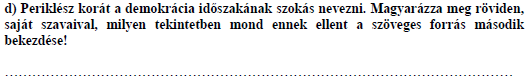 d) Periklész korát a demokrácia időszakának szokás nevezni. Magyarázza meg röviden,
saját szavaival, milyen tekintetben mond ennek ellent a szöveges forrás második
bekezdése!
……………………………………………………………………………………………………